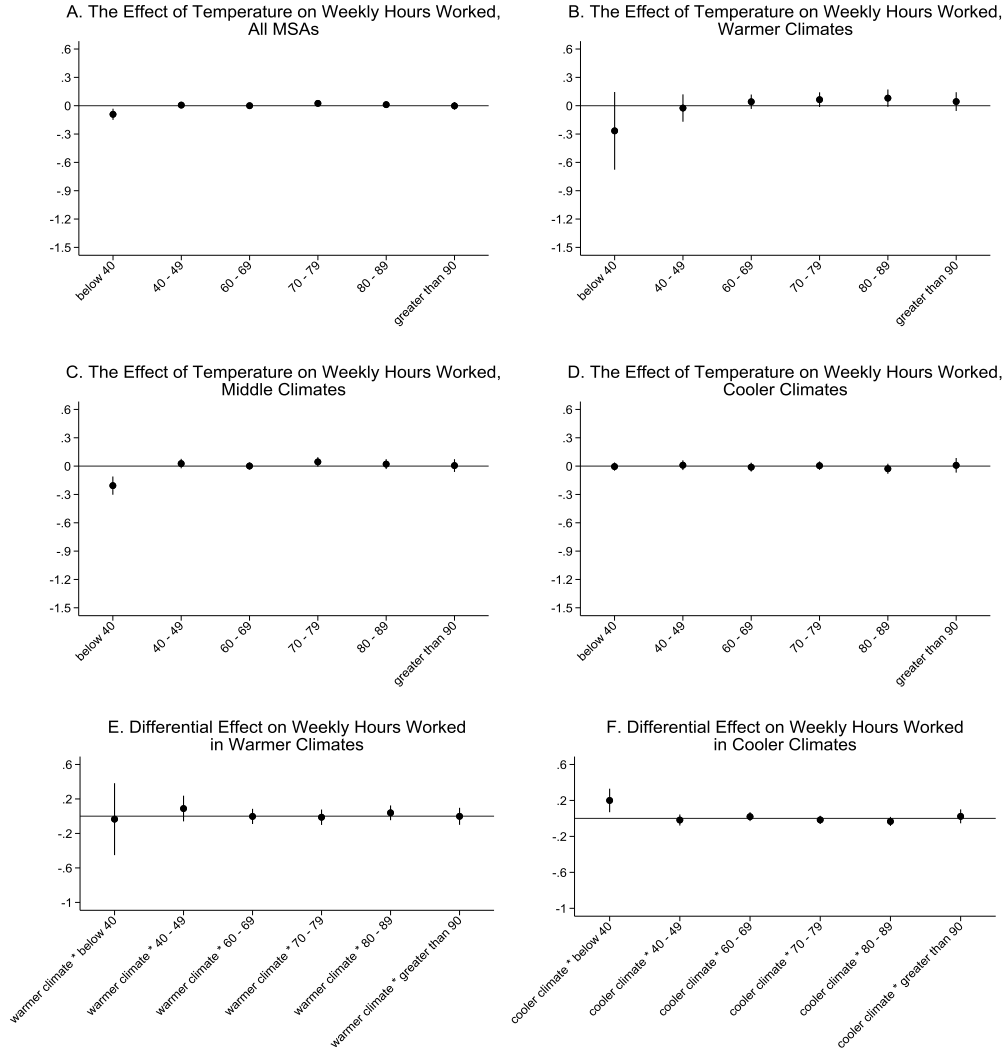 A. The Effect of Temperature on Weekly Hours Worked,
All MSAs
.6
.3
0
-.3
-.6
-.9
-1.2
-1.5
below 40
40 - 49
60 - 69
70 - 79
80 - 89
greater than 90
B. The Effect of Temperature on Weekly Hours Worked,
Warmer Climates
.6
.3
0
-.3
-.6
-.9
-1.2
-1.5
below 40
40 - 49
60 - 69
70 - 79
80 - 89
greater than 90
C. The Effect of Temperature on Weekly Hours Worked,
Middle Climates
.6
.3
0
-.3
-.6
-.9
-1.2
-1.5
below 40
40 - 49
60 - 69
70 - 79
80 - 89
greater than 90
D. The Effect of Temperature on Weekly Hours Worked,
Cooler Climates
.6
.3
0
-.3
-.6
-.9
-1.2
-1.5
below 40
40 - 49
60 - 69
70 - 79
80 - 89
greater than 90
E. Differential Effect on Weekly Hours Worked
in Warmer Climates
.6
.2
-.2
-.6
-1
warmer climate * below 40
warmer climate * 40 - 49
warmer climate * 60 - 69
warmer climate * 70 - 79
warmer climate * 80 - 89
warmer climate * greater than 90
F. Differential Effect on Weekly Hours Worked
in Cooler Climates
.6
.2
-.2
-.6
-1
cooler climate * below 40
cooler climate * 40 - 49
cooler climate * 60 - 69
cooler climate * 70 - 79
cooler climate * 80 - 89
cooler climate * greater than 90